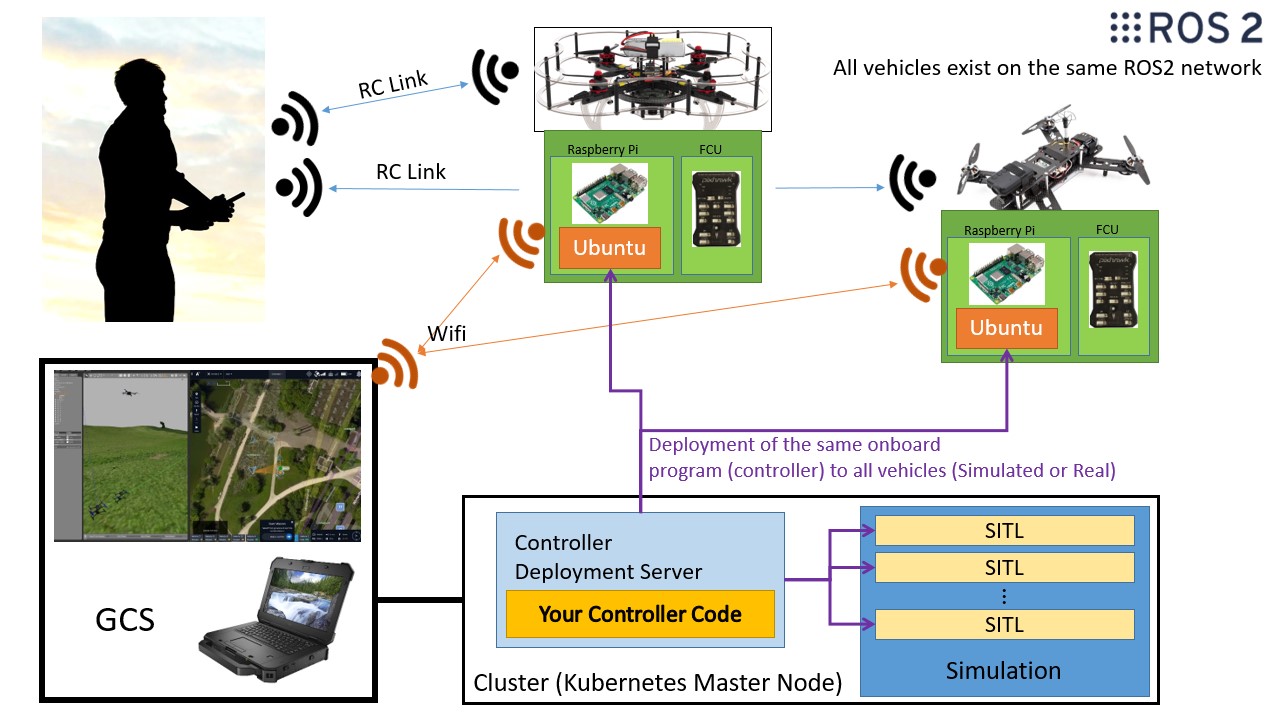 ROS 2
All vehicles exist on the same ROS2 network
RC Link
RC Link
Raspberry Pi
FCU
Ubuntu
Raspberry Pi
FCU
Ubuntu
Wifi
Deployment of the same onboard
program (controller) to all vehicles (Simulated or Real)
GCS
Controller
Deployment Server
Your Controller Code
SITL
SITL
⋮
SITL
Simulation
Cluster (Kubernetes Master Node)